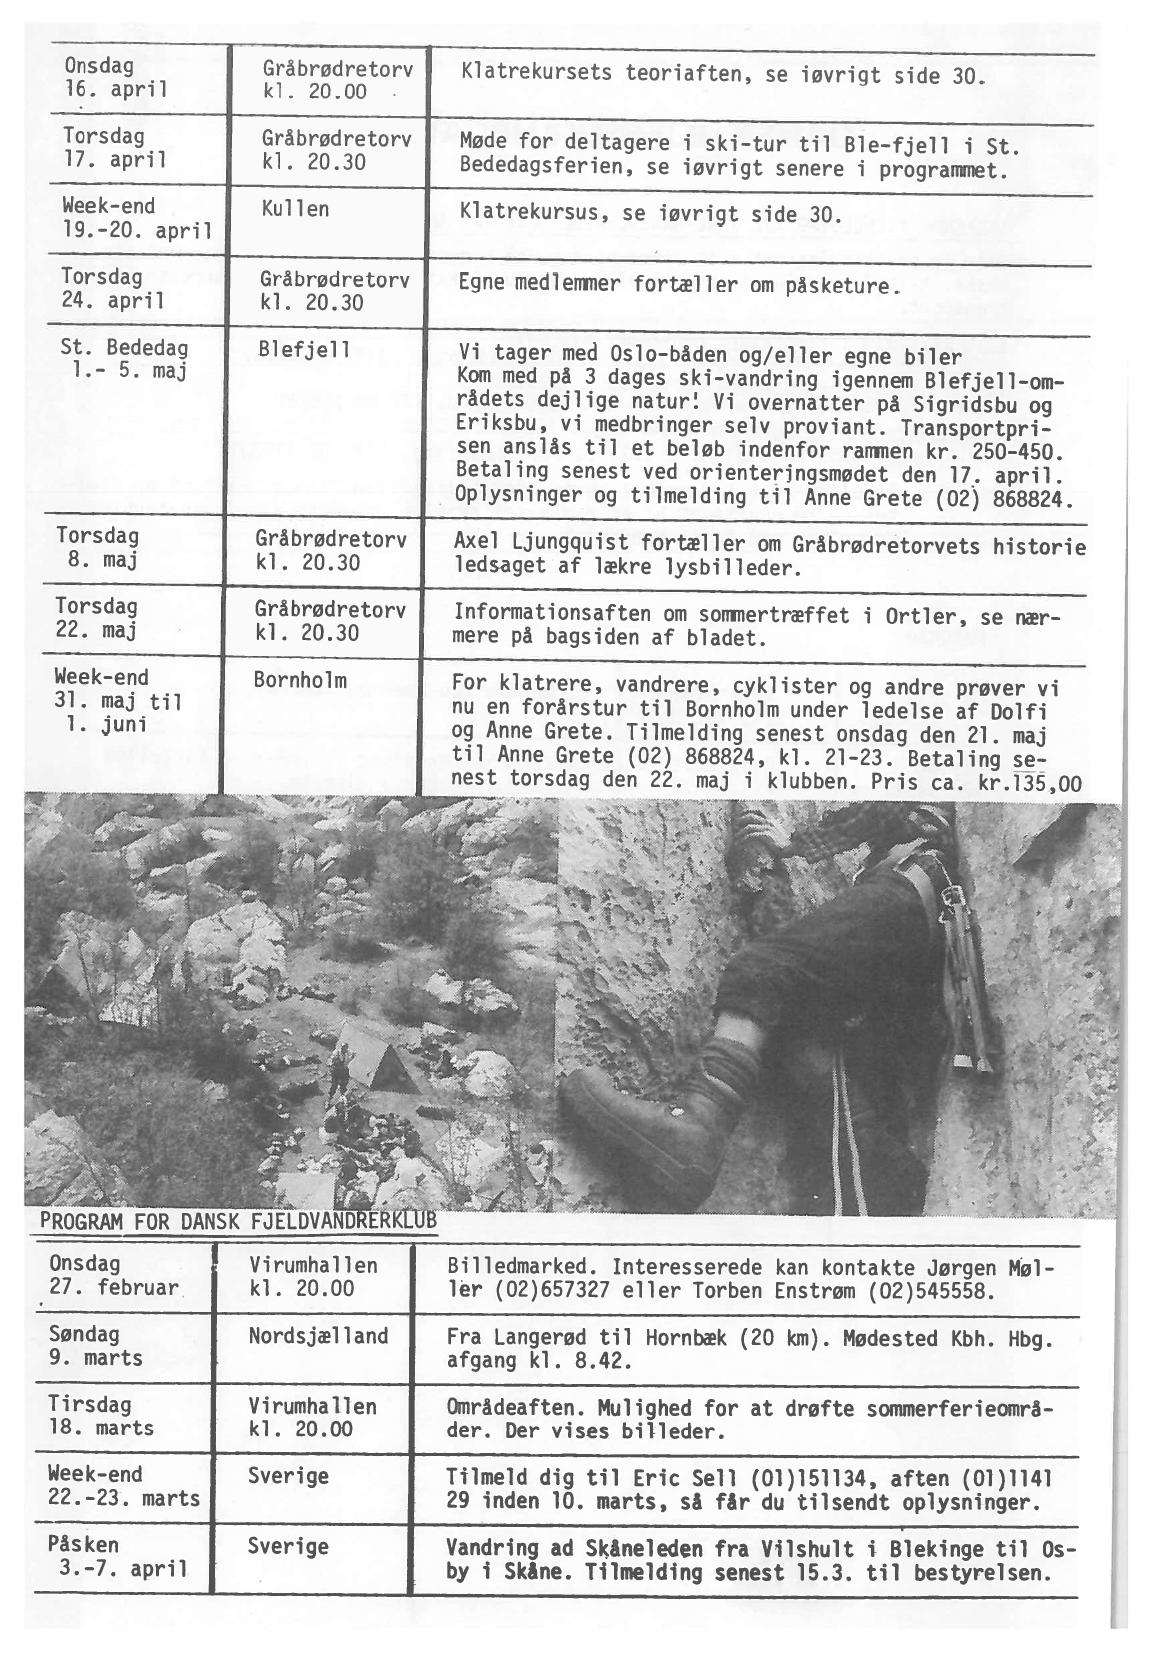 Onsdag
16. april
Gråbrødretorv
kl. 20.00
Klatrekursets teoriaften, se iøvrigt side 30.
Torsdag
17. april
Gråbrødretorv
kl. 20.30
Møde for deltagere i ski-tur til Ble-fjell i St.
Bededagsferien, se iøvrigt senere i programmet.
Week-end
19.-20. april
Kullen
Klatrekursus, se iøvrigt side 30.
Torsdag
24. april
Gråbrødretorv
kl. 20.30
Egne medlemmer fortæller om påsketure.
St. Bededag
1.- 5. maj
Blefjell
Vi tager med Oslo-båden og/eller egne biler
Kom med på 3 dages ski-vandring igennem Blefjell-om-
rådets dejlige natur! Vi overnatter på Sigridsbu og
Eriksbu, vi medbringer selv proviant. Transportpri-
sen anslås til et beløb indenfor rammen kr. 250-450.
Betaling senest ved orienteringsmødet den 17. april.
Oplysninger og tilmelding til Anne Grete (02) 868824.
Torsdag
8. maj
Gråbrødretorv
kl. 20.30
Axel Ljungquist fortæller om Gråbrødretorvets historie
ledsaget af lækre lysbilleder.
Torsdag
22. maj
Gråbrødretorv
kl. 20.30
Informationsaften om sommertræffet i Ortler, se nær-
mere på bagsiden af bladet.
Week-end
31. maj til
1. juni
Bornholm
For klatrere, vandrere, cyklister og andre prøver vi
nu en forårstur til Bornholm under ledelse af Dolfi
og Anne Grete. Tilmelding senest onsdag den 21. maj
til Anne Grete (02) 868824, kl. 21-23. Betaling se-
nest torsdag den 22. maj i klubben. Pris ca. kr.135,00
PROGRAM FOR DANSK FJELDVANDRERKLUB
Onsdag
27. februar
Virumhallen
kl. 20.00
Billedmarked. Interesserede kan kontakte Jørgen Møl-
ler (02)657327 eller Torben Enstrøm (02)545558.
Søndag
9. marts
Nordsjælland
Fra Langerød til Hornbæk (20 km). Mødested Kbh. Hbg.
afgang kl. 8.42.
Tirsdag
18. marts
Virumhallen
kl. 20.00
Områdeaften. Mulighed for at drøfte sommerferieområ-
der. Der vises billeder.
Week-end
22.-23. marts
Sverige
Tilmeld dig til Eric Sell (01)151134, aften (01)1141
29 inden 10. marts, så får du tilsendt oplysninger.
Påsken
3.-7. april
Sverige
Vandring ad Skåneleden fra Vilshult i Blekinge til Os-
by i Skåne. Tilmelding senest 15.3. til bestyrelsen.